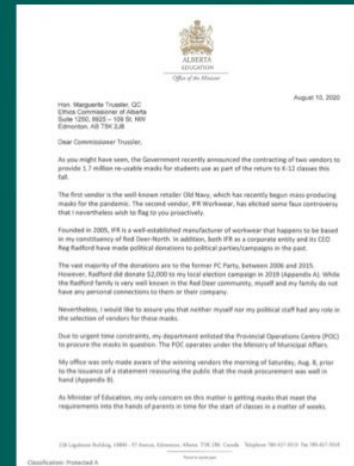 ALBERTA
EDUCATION
Office of the Minister
August 10, 2020
Hon. Marguerite Trussler, QC
Ethics Commissioner of Alberta
Suite 1250, 9925 – 109 St. NW
Edmonton, AB T5K 2J8
Dear Commissioner Trussler,
As you might have seen, the Government recently announced the contracting of two vendors to
provide 1.7 million re-usable masks for students use as part of the return to K-12 classes this
fall.
The first vendor is the well-known retailer Old Navy, which has recently begun mass-producing
masks for the pandemic. The second vendor, IFR Workwear, has elicited some faux controversy
that I nevertheless wish to flag to you proactively.
Founded in 2005, IFR is a well-established manufacturer of workwear that happens to be based
in my constituency of Red Deer-North. In addition, both IFR as a corporate entity and its CEO
Reg Radford have made political donations to political parties/campaigns in the past.
The vast majority of the donations are to the former PC Party, between 2006 and 2015.
However, Radford did donate $2,000 to my local election campaign in 2019 (Appendix A). While
the Radford family is very well known in the Red Deer community, myself and my family do not
have any personal connections to them or their company.
Nevertheless, I would like to assure you that neither myself nor my political staff had any role in
the selection of vendors for these masks.
Due to urgent time constraints, my department enlisted the Provincial Operations Centre (POC)
to procure the masks in question. The POC operates under the Ministry of Municipal Affairs.
My office was only made aware of the winning vendors the morning of Saturday, Aug. 8, prior
to the issuance of a statement reassuring the public that the mask procurement was well in
hand (Appendix B).
As Minister of Education, my only concern on this matter is getting masks that meet the
requirements into the hands of parents in time for the start of classes in a matter of weeks.
Legislature Building, Avenue, Edmonton, Alberta Canada Telephone Fax
Classification: Protected A